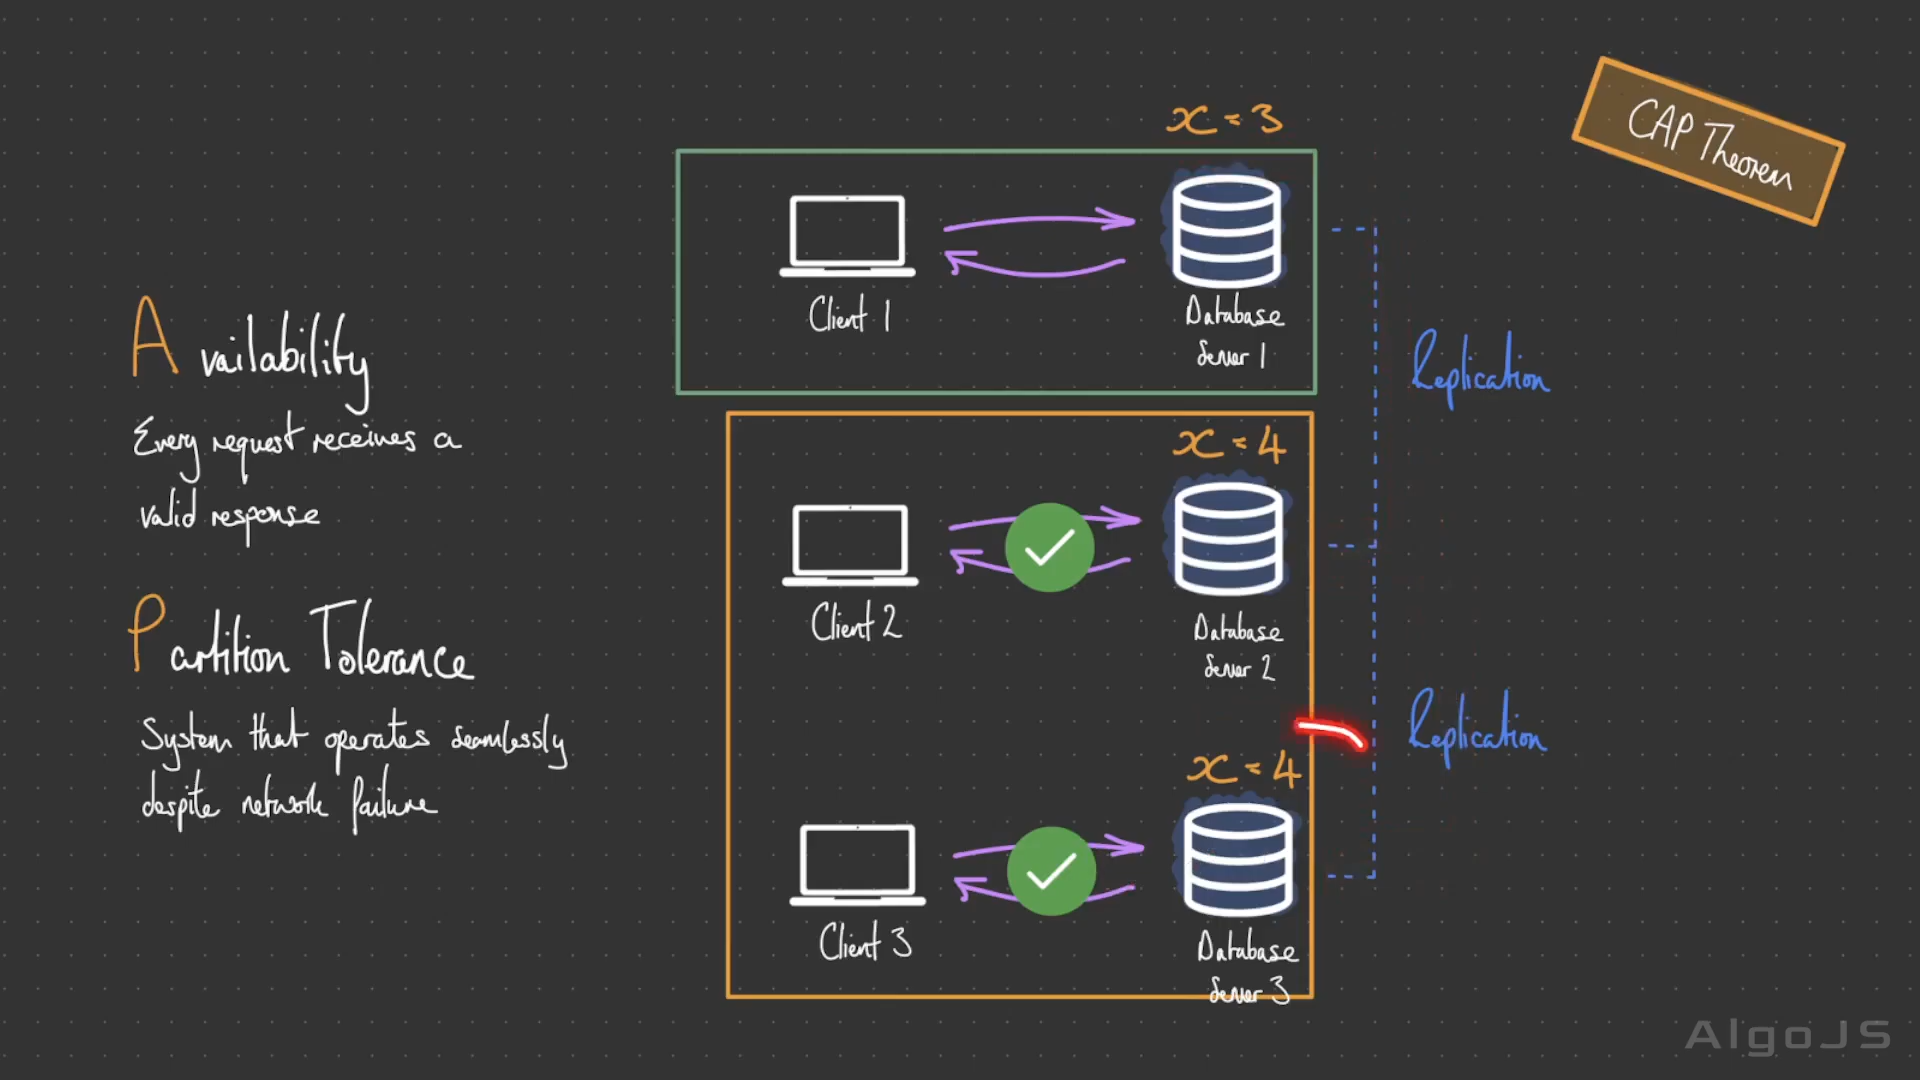 CAP Theorem
x = 3
Client 1
Database
Server 1
Availability
Every request receives a
valid response
Replication
x = 4
Client 2
Database
Server 2
Partition Tolerance
System that operates seamlessly
despite network failure
Replication
x = 4
Client 3
Database
Server 3
AlgoJS